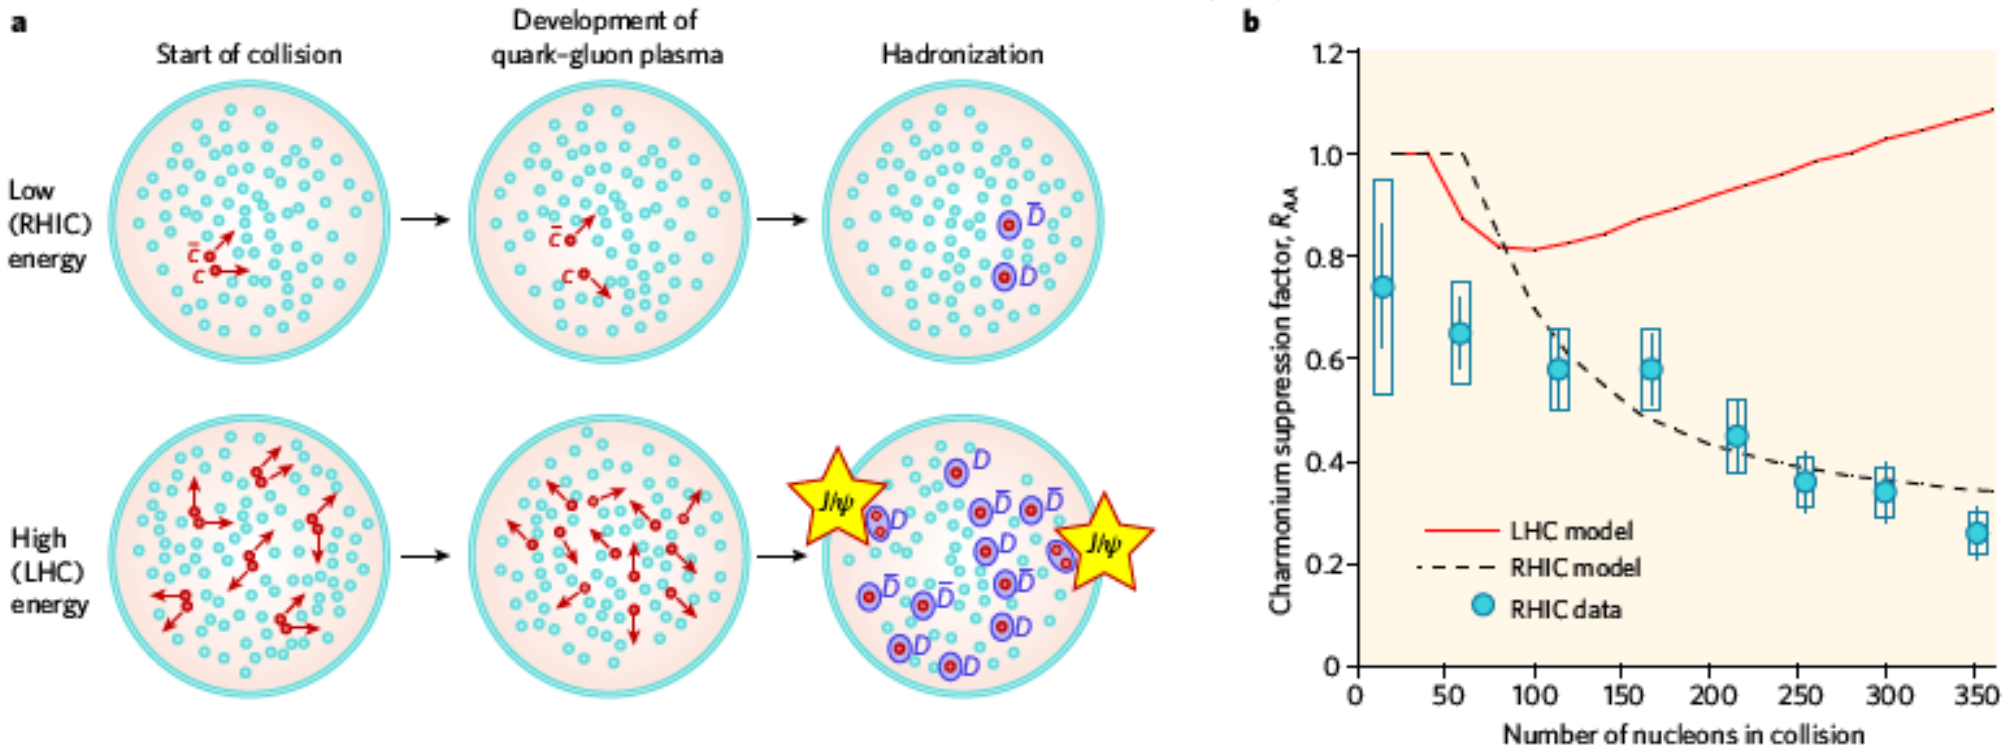 a
Start of collision
Development of
quark–gluon plasma
Hadronization
Low
(RHIC)
energy
c̅
c
c̅
c
D̅
D
High
(LHC)
energy
J/ψ
D
D
D̅
D̅
D
J/ψ
D̅
D̅
D̅
D
D
D
b
Charmonium suppression factor, R_AA
1.2
1.0
0.8
0.6
0.4
0.2
0
LHC model
RHIC model
RHIC data
0 50 100 150 200 250 300 350
Number of nucleons in collision